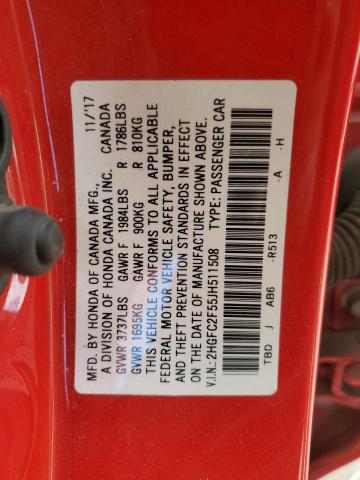 MFD. BY HONDA OF CANADA MFG., 11/'17
A DIVISION OF HONDA CANADA INC. CANADA
GVWR 3737LBS GAWR F 1984LBS R 1786LBS
GVWR 1695KG GAWR F 900KG R 810KG
THIS VEHICLE CONFORMS TO ALL APPLICABLE
FEDERAL MOTOR VEHICLE SAFETY, BUMPER,
AND THEFT PREVENTION STANDARDS IN EFFECT
ON THE DATE OF MANUFACTURE SHOWN ABOVE.
V.I.N.:2HGFC2F55JH511508 TYPE: PASSENGER CAR
TBD J AB6 -R513 -A -H